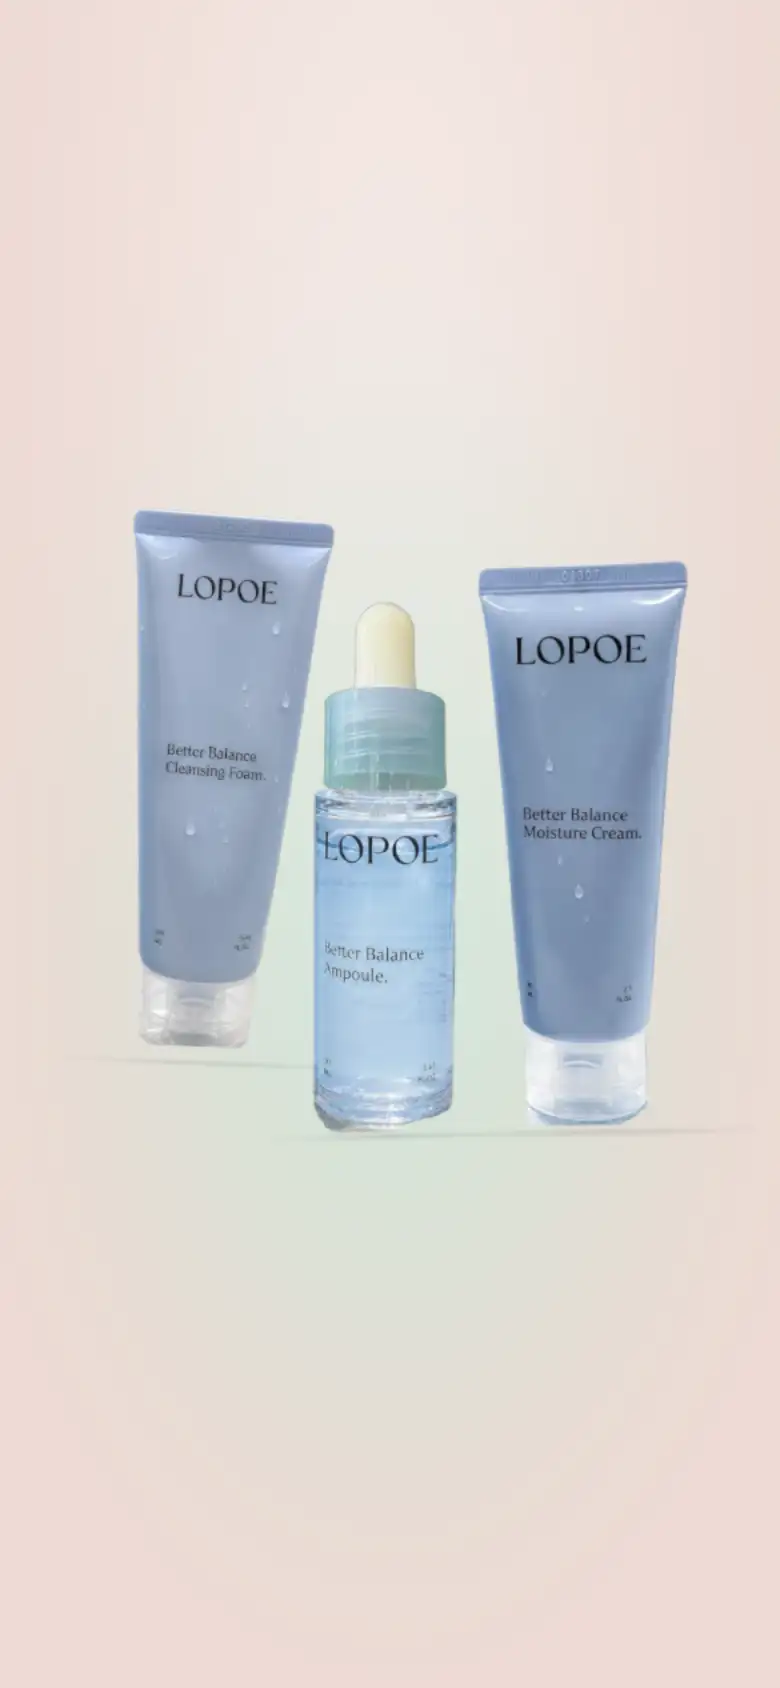 LOPOE
Better Balance
Cleansing Foam.
LOPOE
Better Balance
Ampoule.
LOPOE
Better Balance
Moisture Cream.